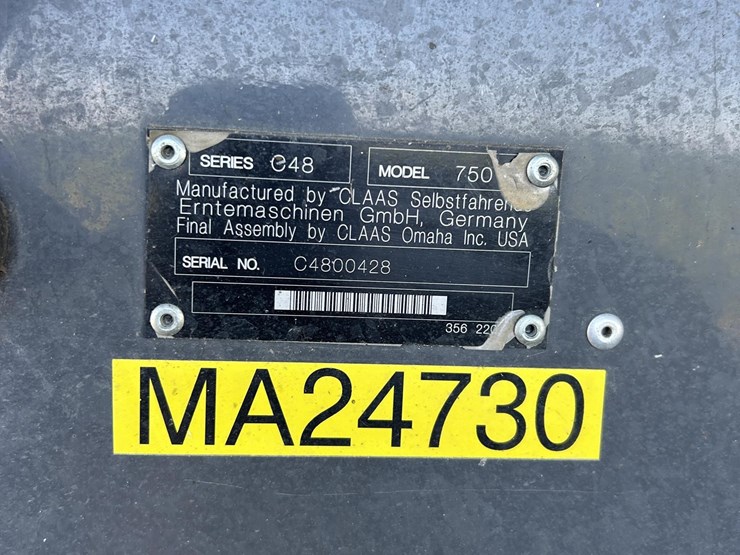 SERIES C48 MODEL 750
Manufactured by CLAAS
Erntemaschinen GmbH, Germany
Final Assembly by CLAAS Omaha Inc. USA
SERIAL NO. C4800428
356
MA24730